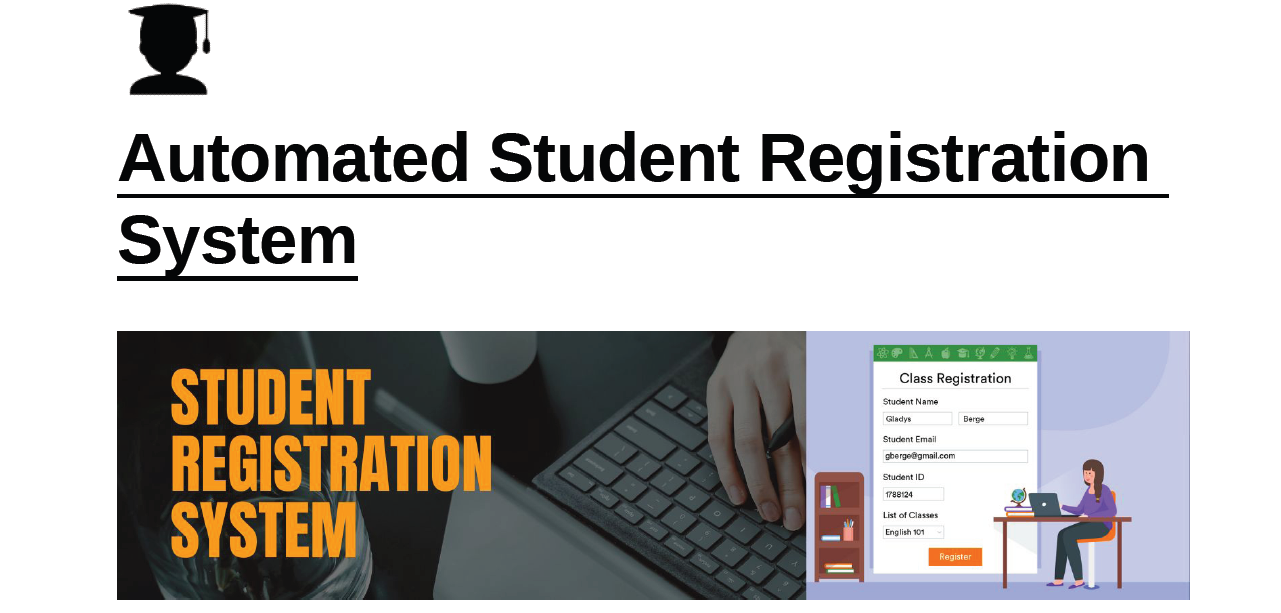 Automated Student Registration
System
STUDENT
REGISTRATION
SYSTEM
Class Registration
Student Name
Gladys Berge
Student Email
gberge@gmail.com
Student ID
1788124
List of Classes
English 101
Register